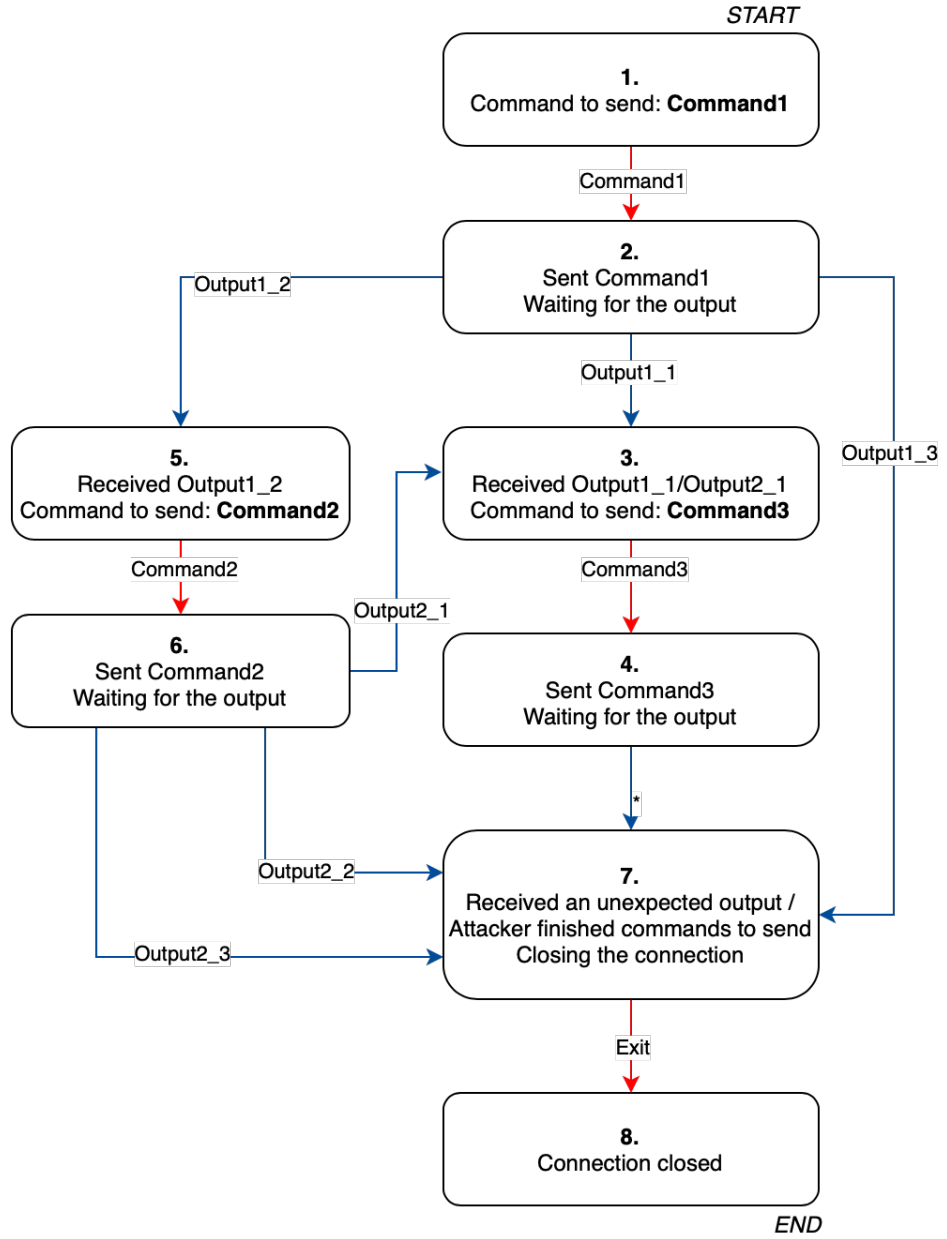 START
1.
Command to send: Command1
Command1
2.
Sent Command1
Waiting for the output
Output1_2
Output1_1
Output1_3
5.
Received Output1_2
Command to send: Command2
3.
Received Output1_1/Output2_1
Command to send: Command3
Command2
Command3
Output2_1
6.
Sent Command2
Waiting for the output
4.
Sent Command3
Waiting for the output
*
Output2_2
Output2_3
7.
Received an unexpected output /
Attacker finished commands to send
Closing the connection
Exit
8.
Connection closed
END